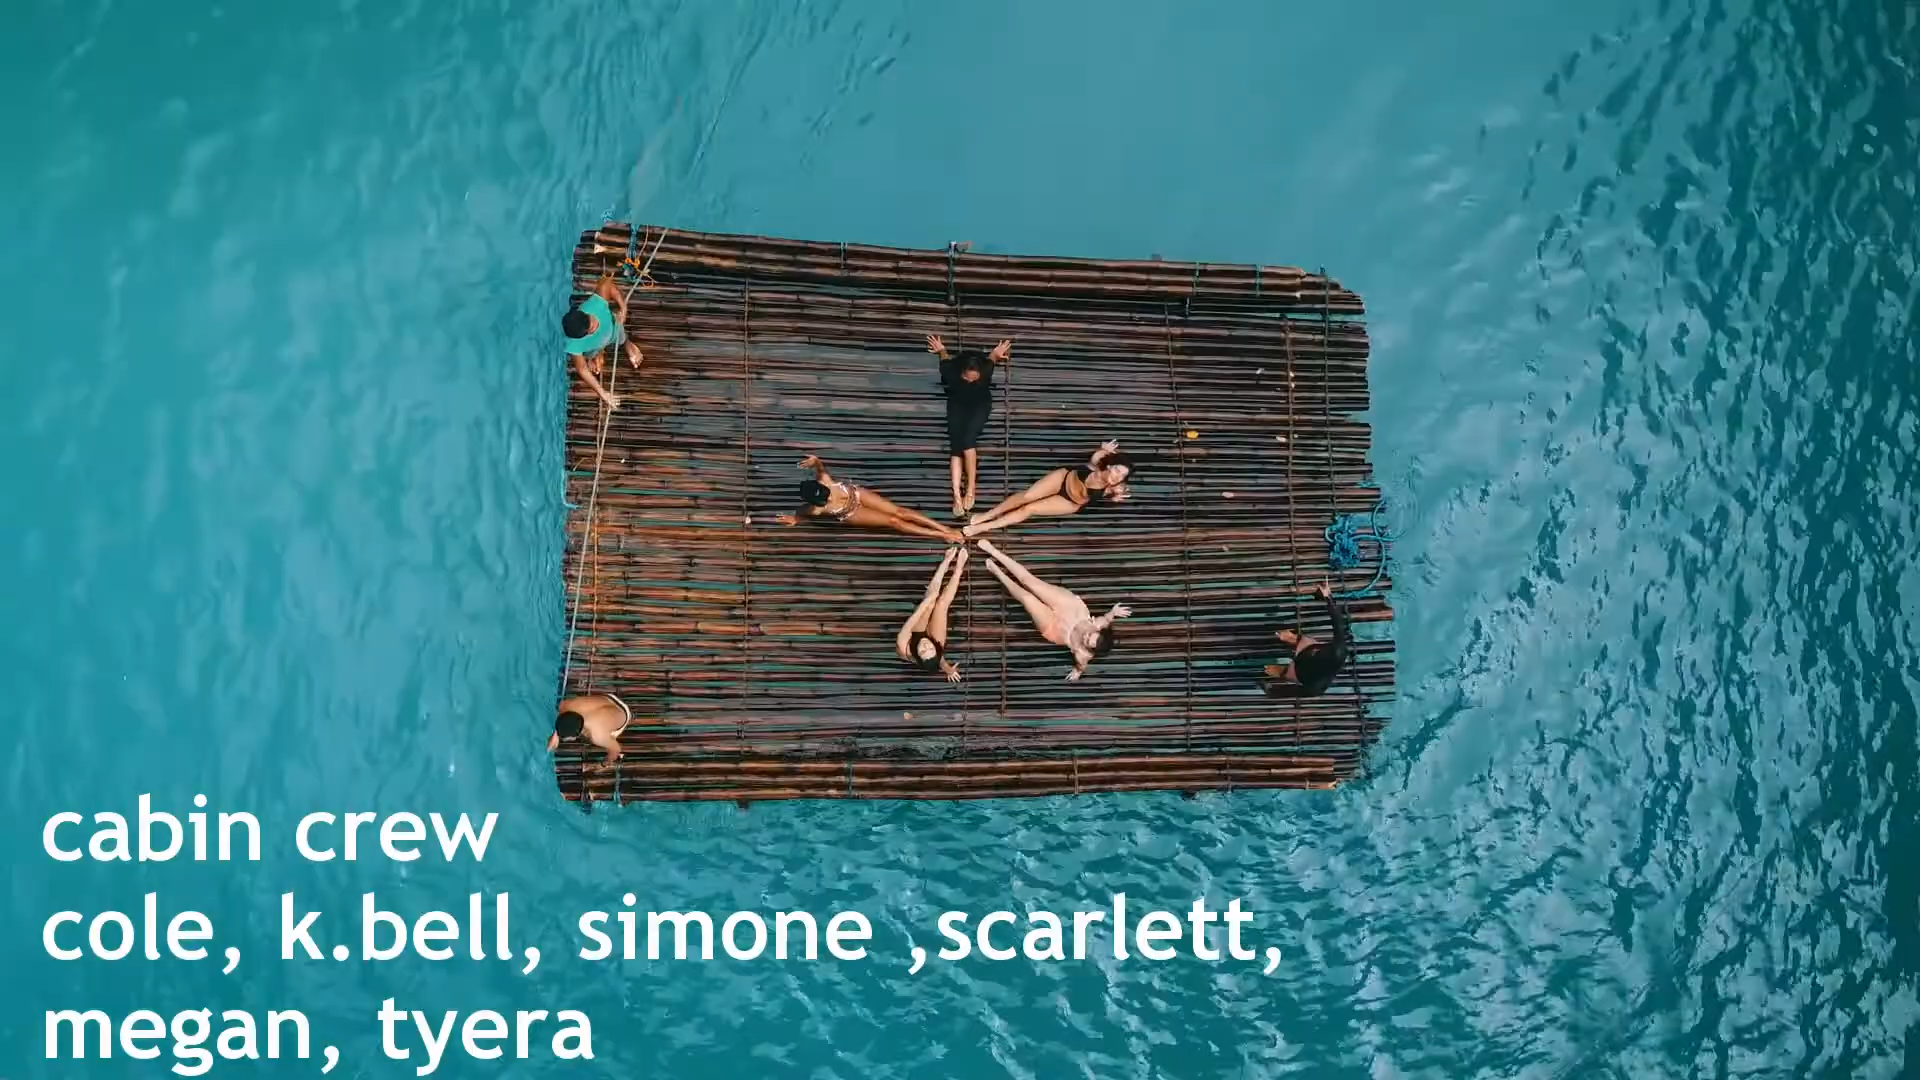 cabin crew
cole, k.bell, simone ,scarlett,
megan, tyera